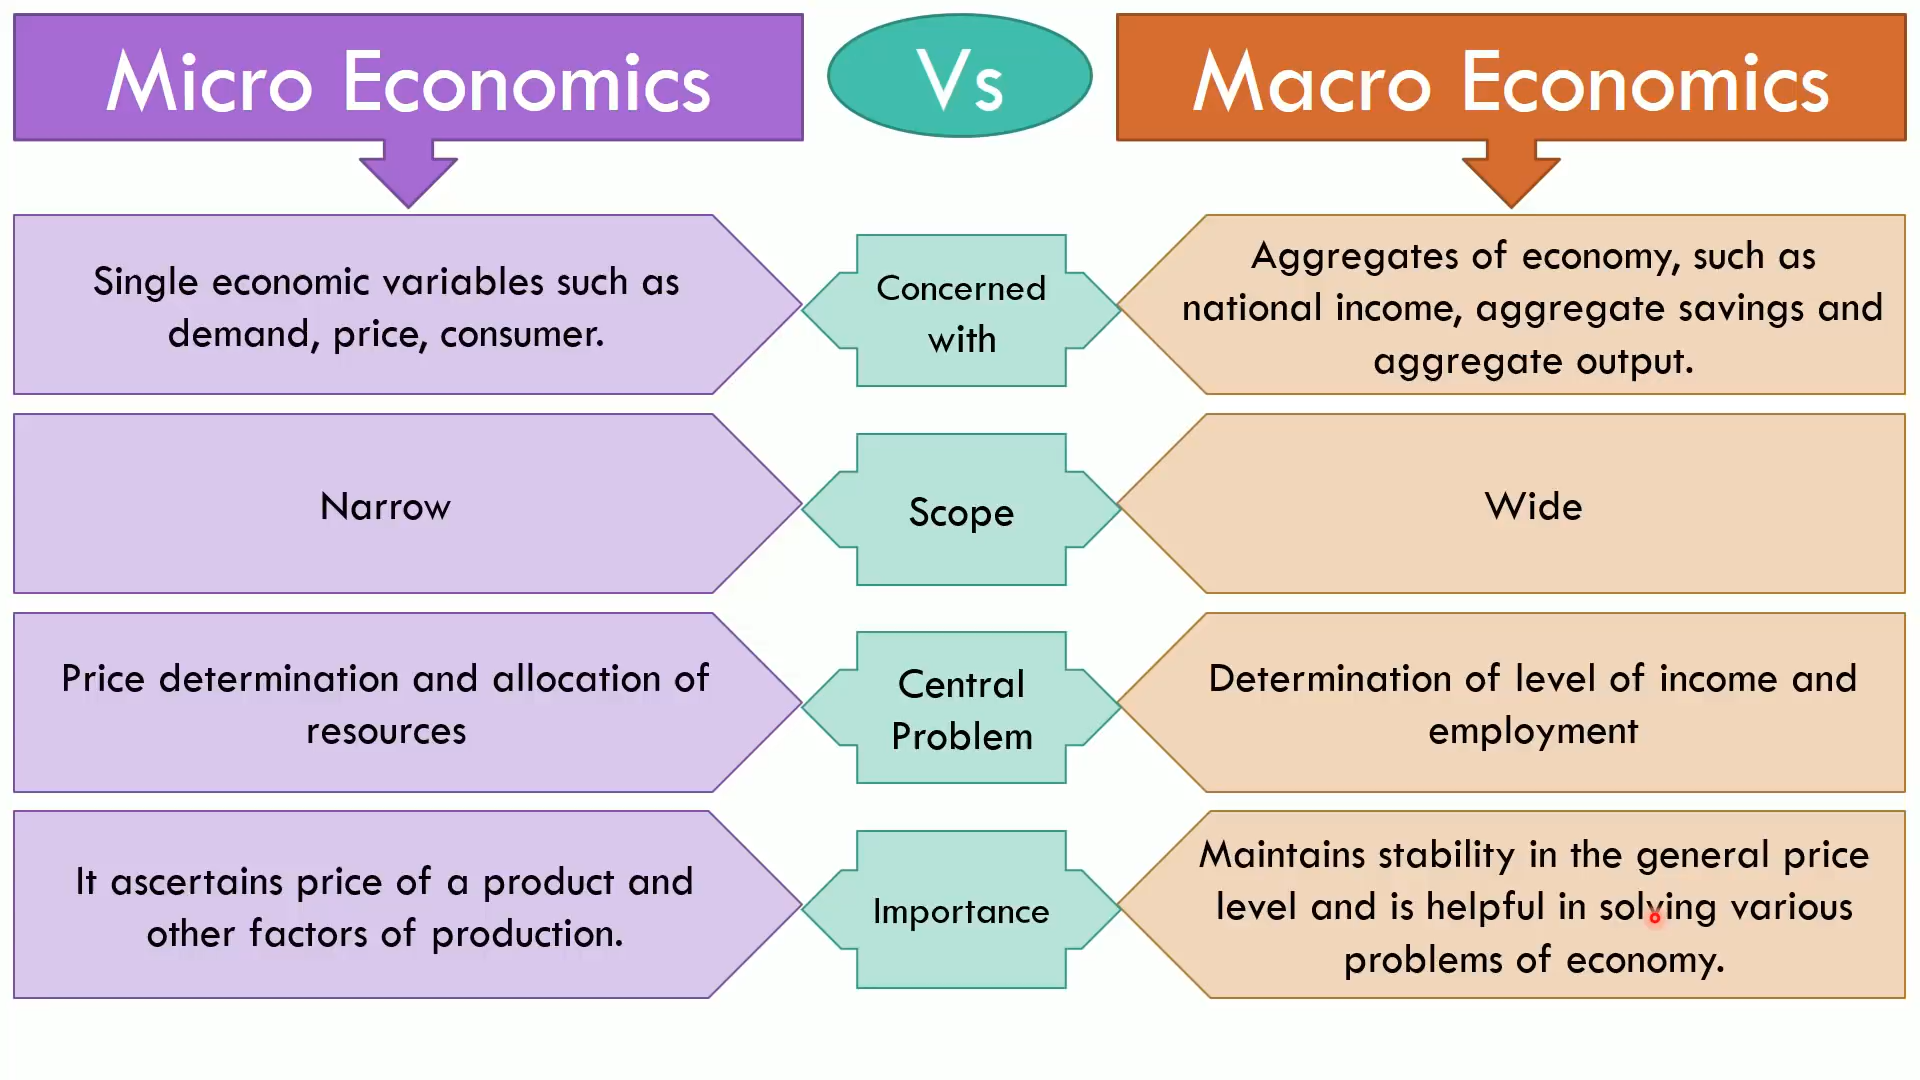 Micro Economics
Vs
Macro Economics
Single economic variables such as
demand, price, consumer.
Concerned
with
Aggregates of economy, such as
national income, aggregate savings and
aggregate output.
Narrow
Scope
Wide
Price determination and allocation of
resources
Central
Problem
Determination of level of income and
employment
It ascertains price of a product and
other factors of production.
Importance
Maintains stability in the general price
level and is helpful in solving various
problems of economy.